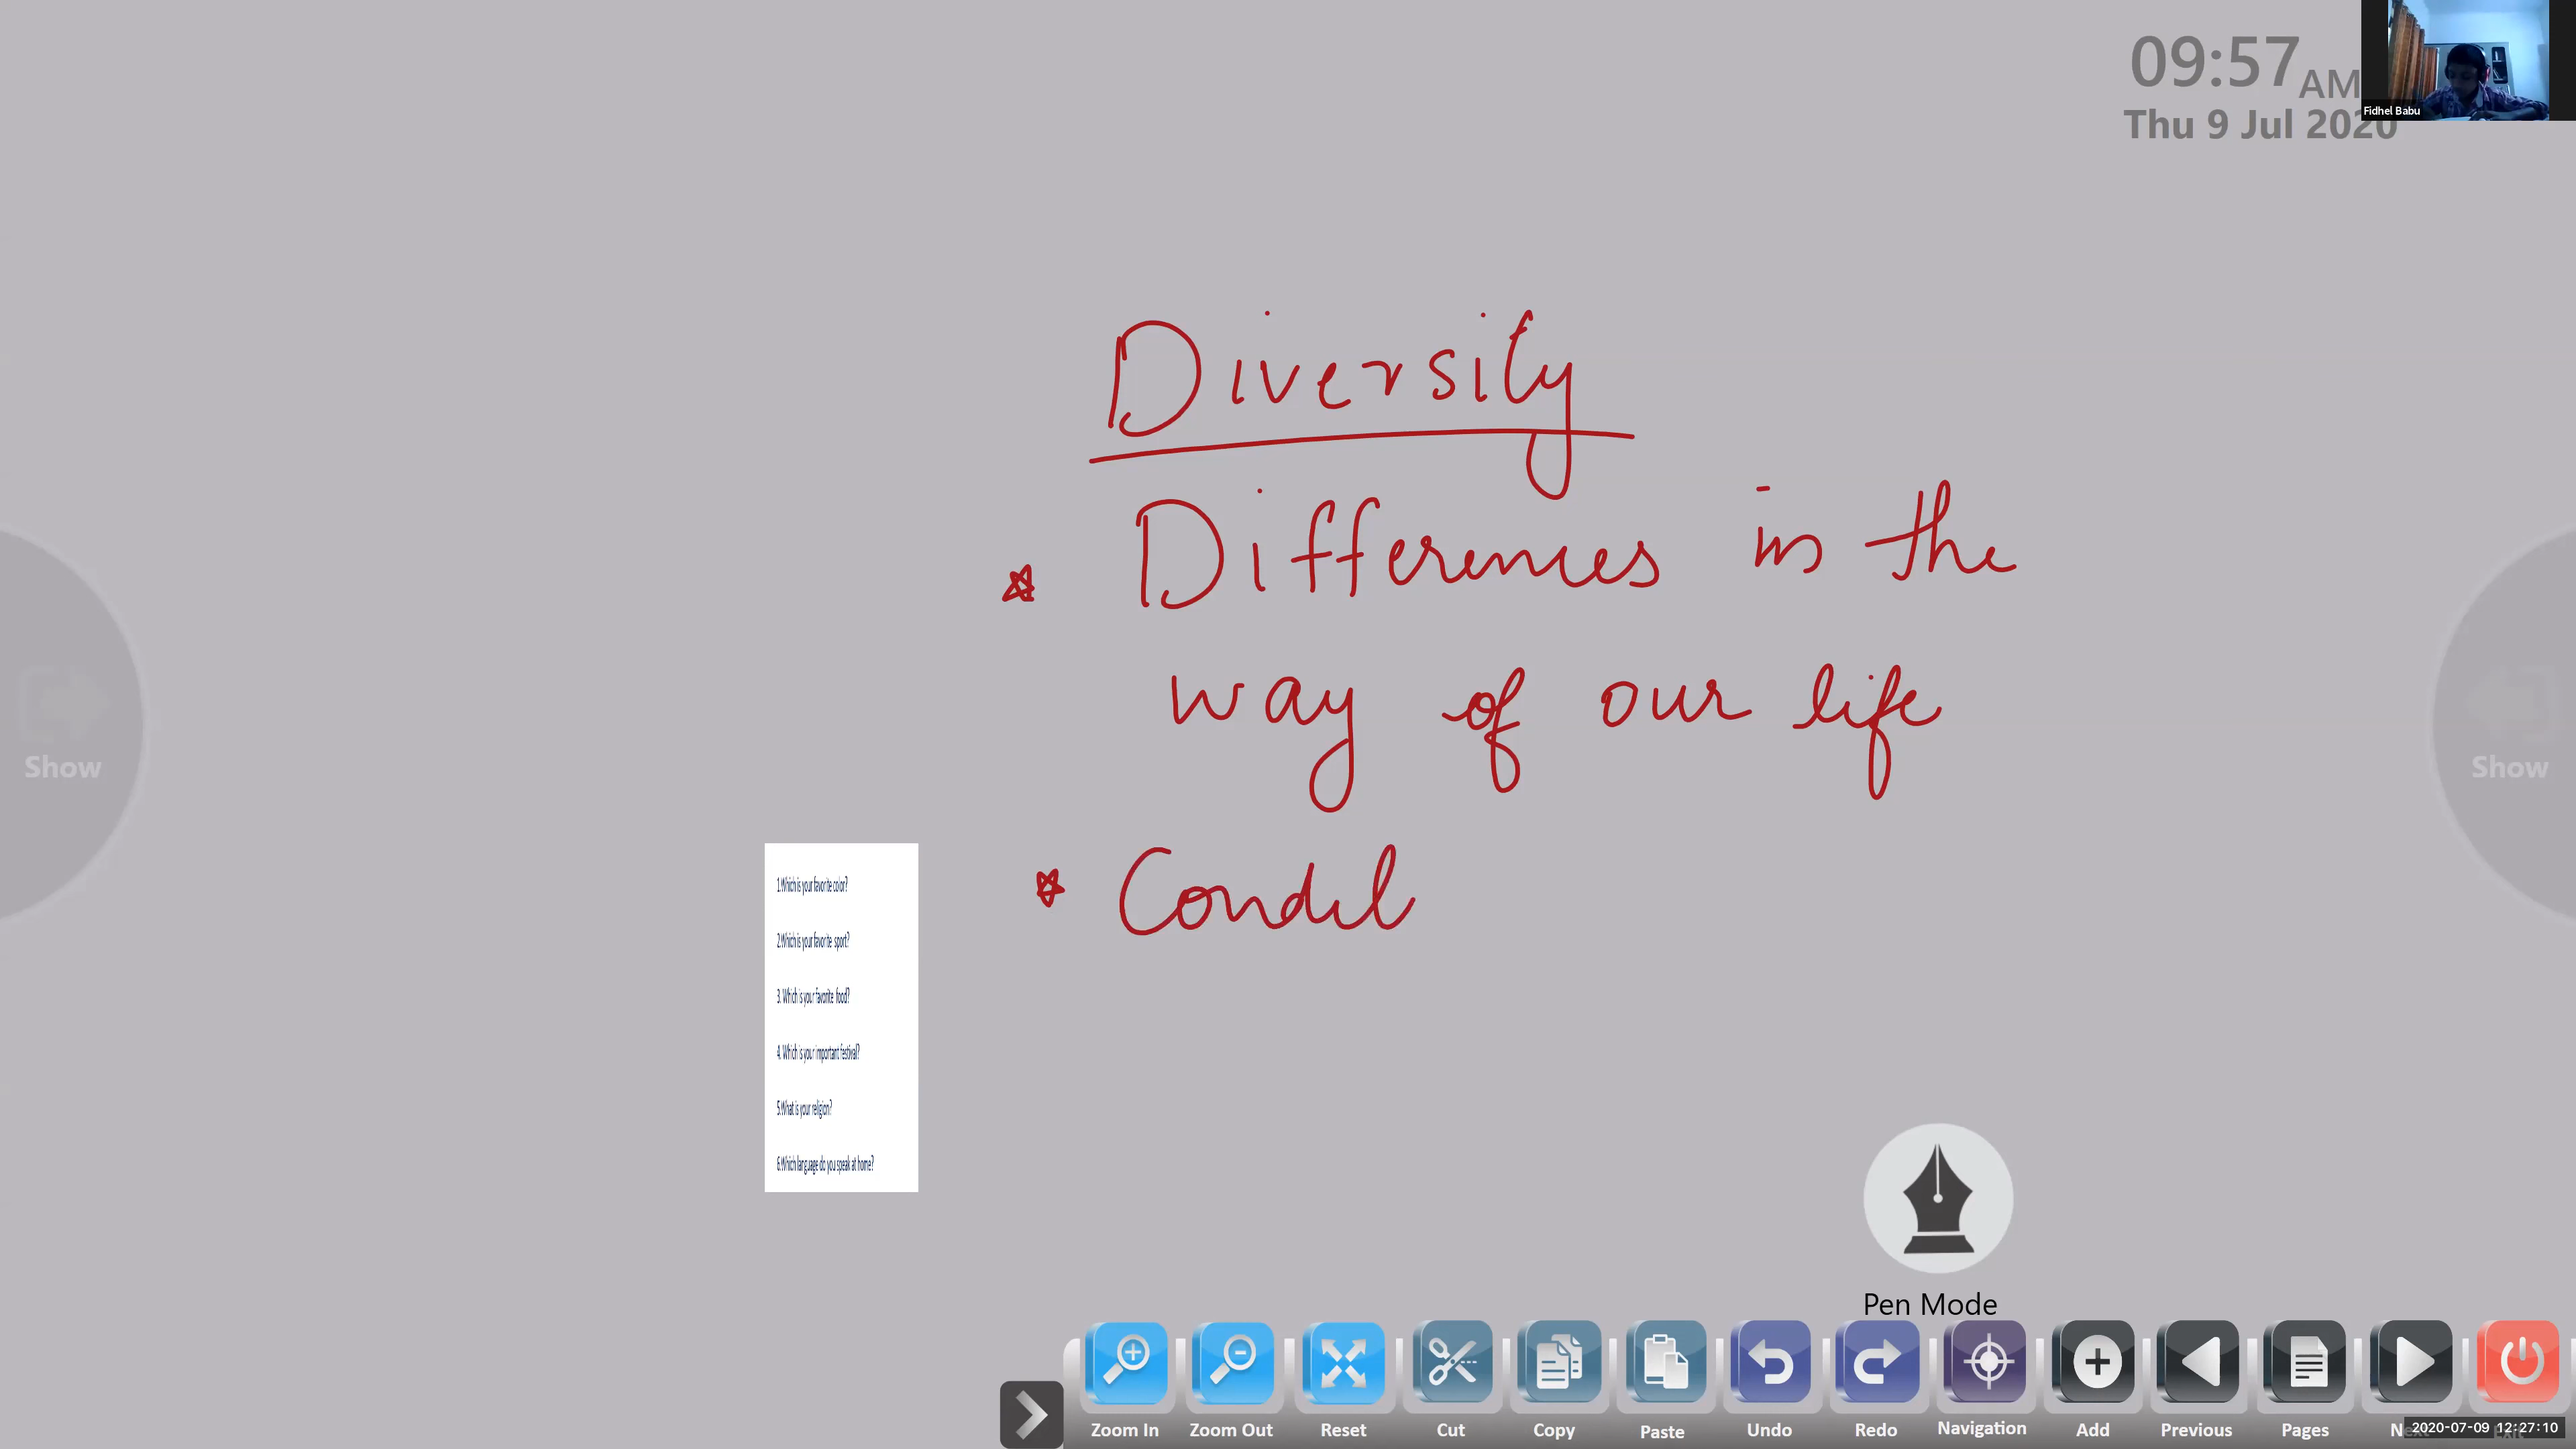 09:57 AM
Thu 9 Jul 2020
Fidhel Babu
Diversity
Differences in the
way of our life
Condul
Show
Show
1.Which is your favorite color?
2.Which is your favorite sport?
3. Which is your favorite food?
4. Which is your important festival?
5.What is your religion?
6.Which language do you speak at home?
Pen Mode
Zoom In Zoom Out Reset Cut Copy Paste Undo Redo Navigation Add Previous Pages
2020-07-09 12:27:10